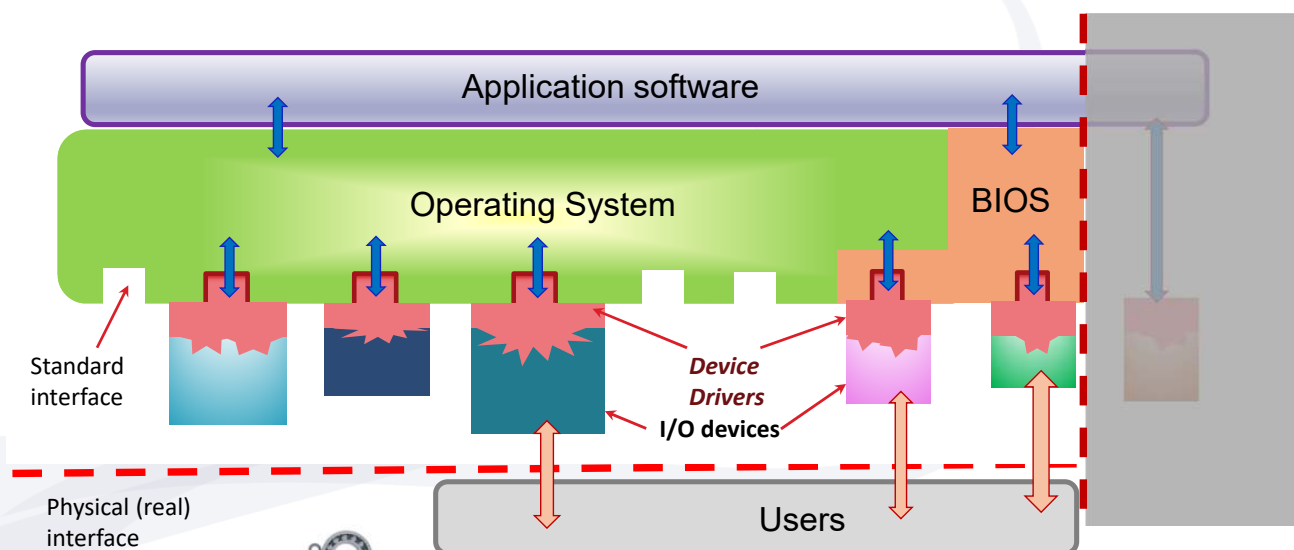 Application software
Operating System
BIOS
Standard
interface
Device
Drivers
I/O devices
Physical (real)
interface
Users